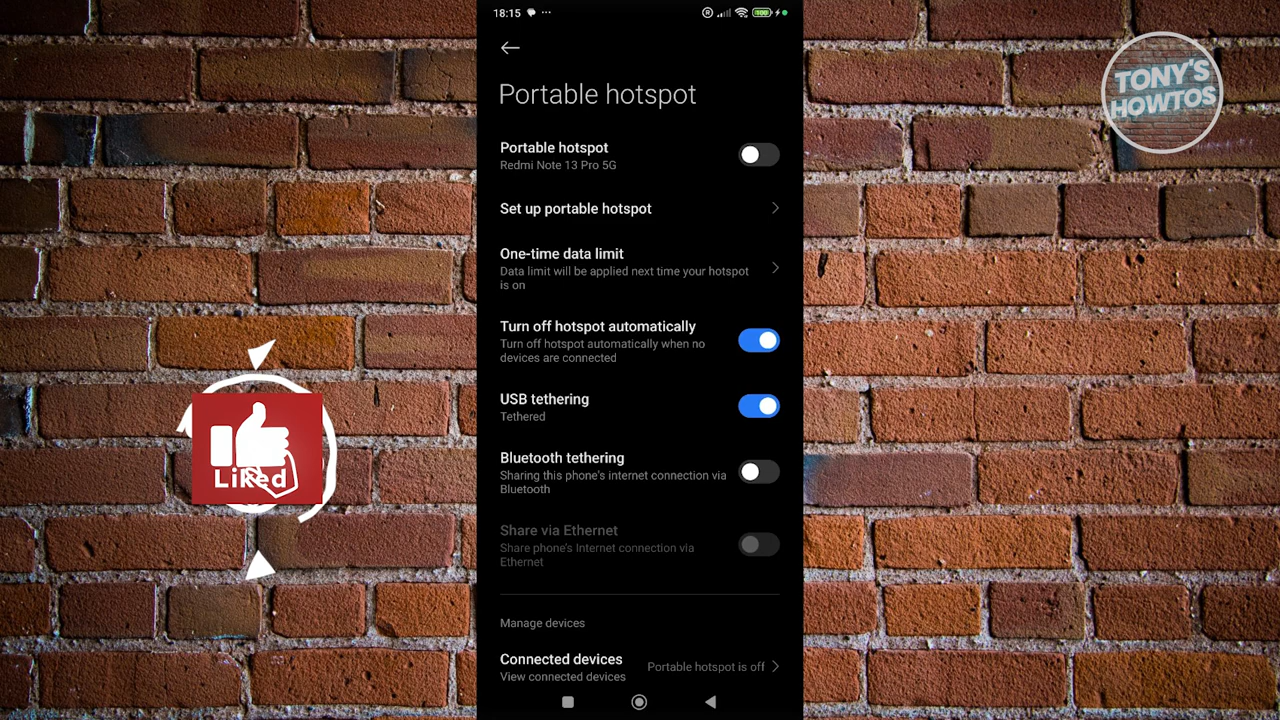 18:15
100
TONY'S
HOWTOS
Portable hotspot
Portable hotspot
Redmi Note 13 Pro 5G
Set up portable hotspot
One-time data limit
Data limit will be applied next time your hotspot
is on
Turn off hotspot automatically
Turn off hotspot automatically when no
devices are connected
USB tethering
Tethered
Bluetooth tethering
Sharing this phone's internet connection via
Bluetooth
Liked
Share via Ethernet
Share phone's Internet connection via
Ethernet
Manage devices
Connected devices
Portable hotspot is off
View connected devices